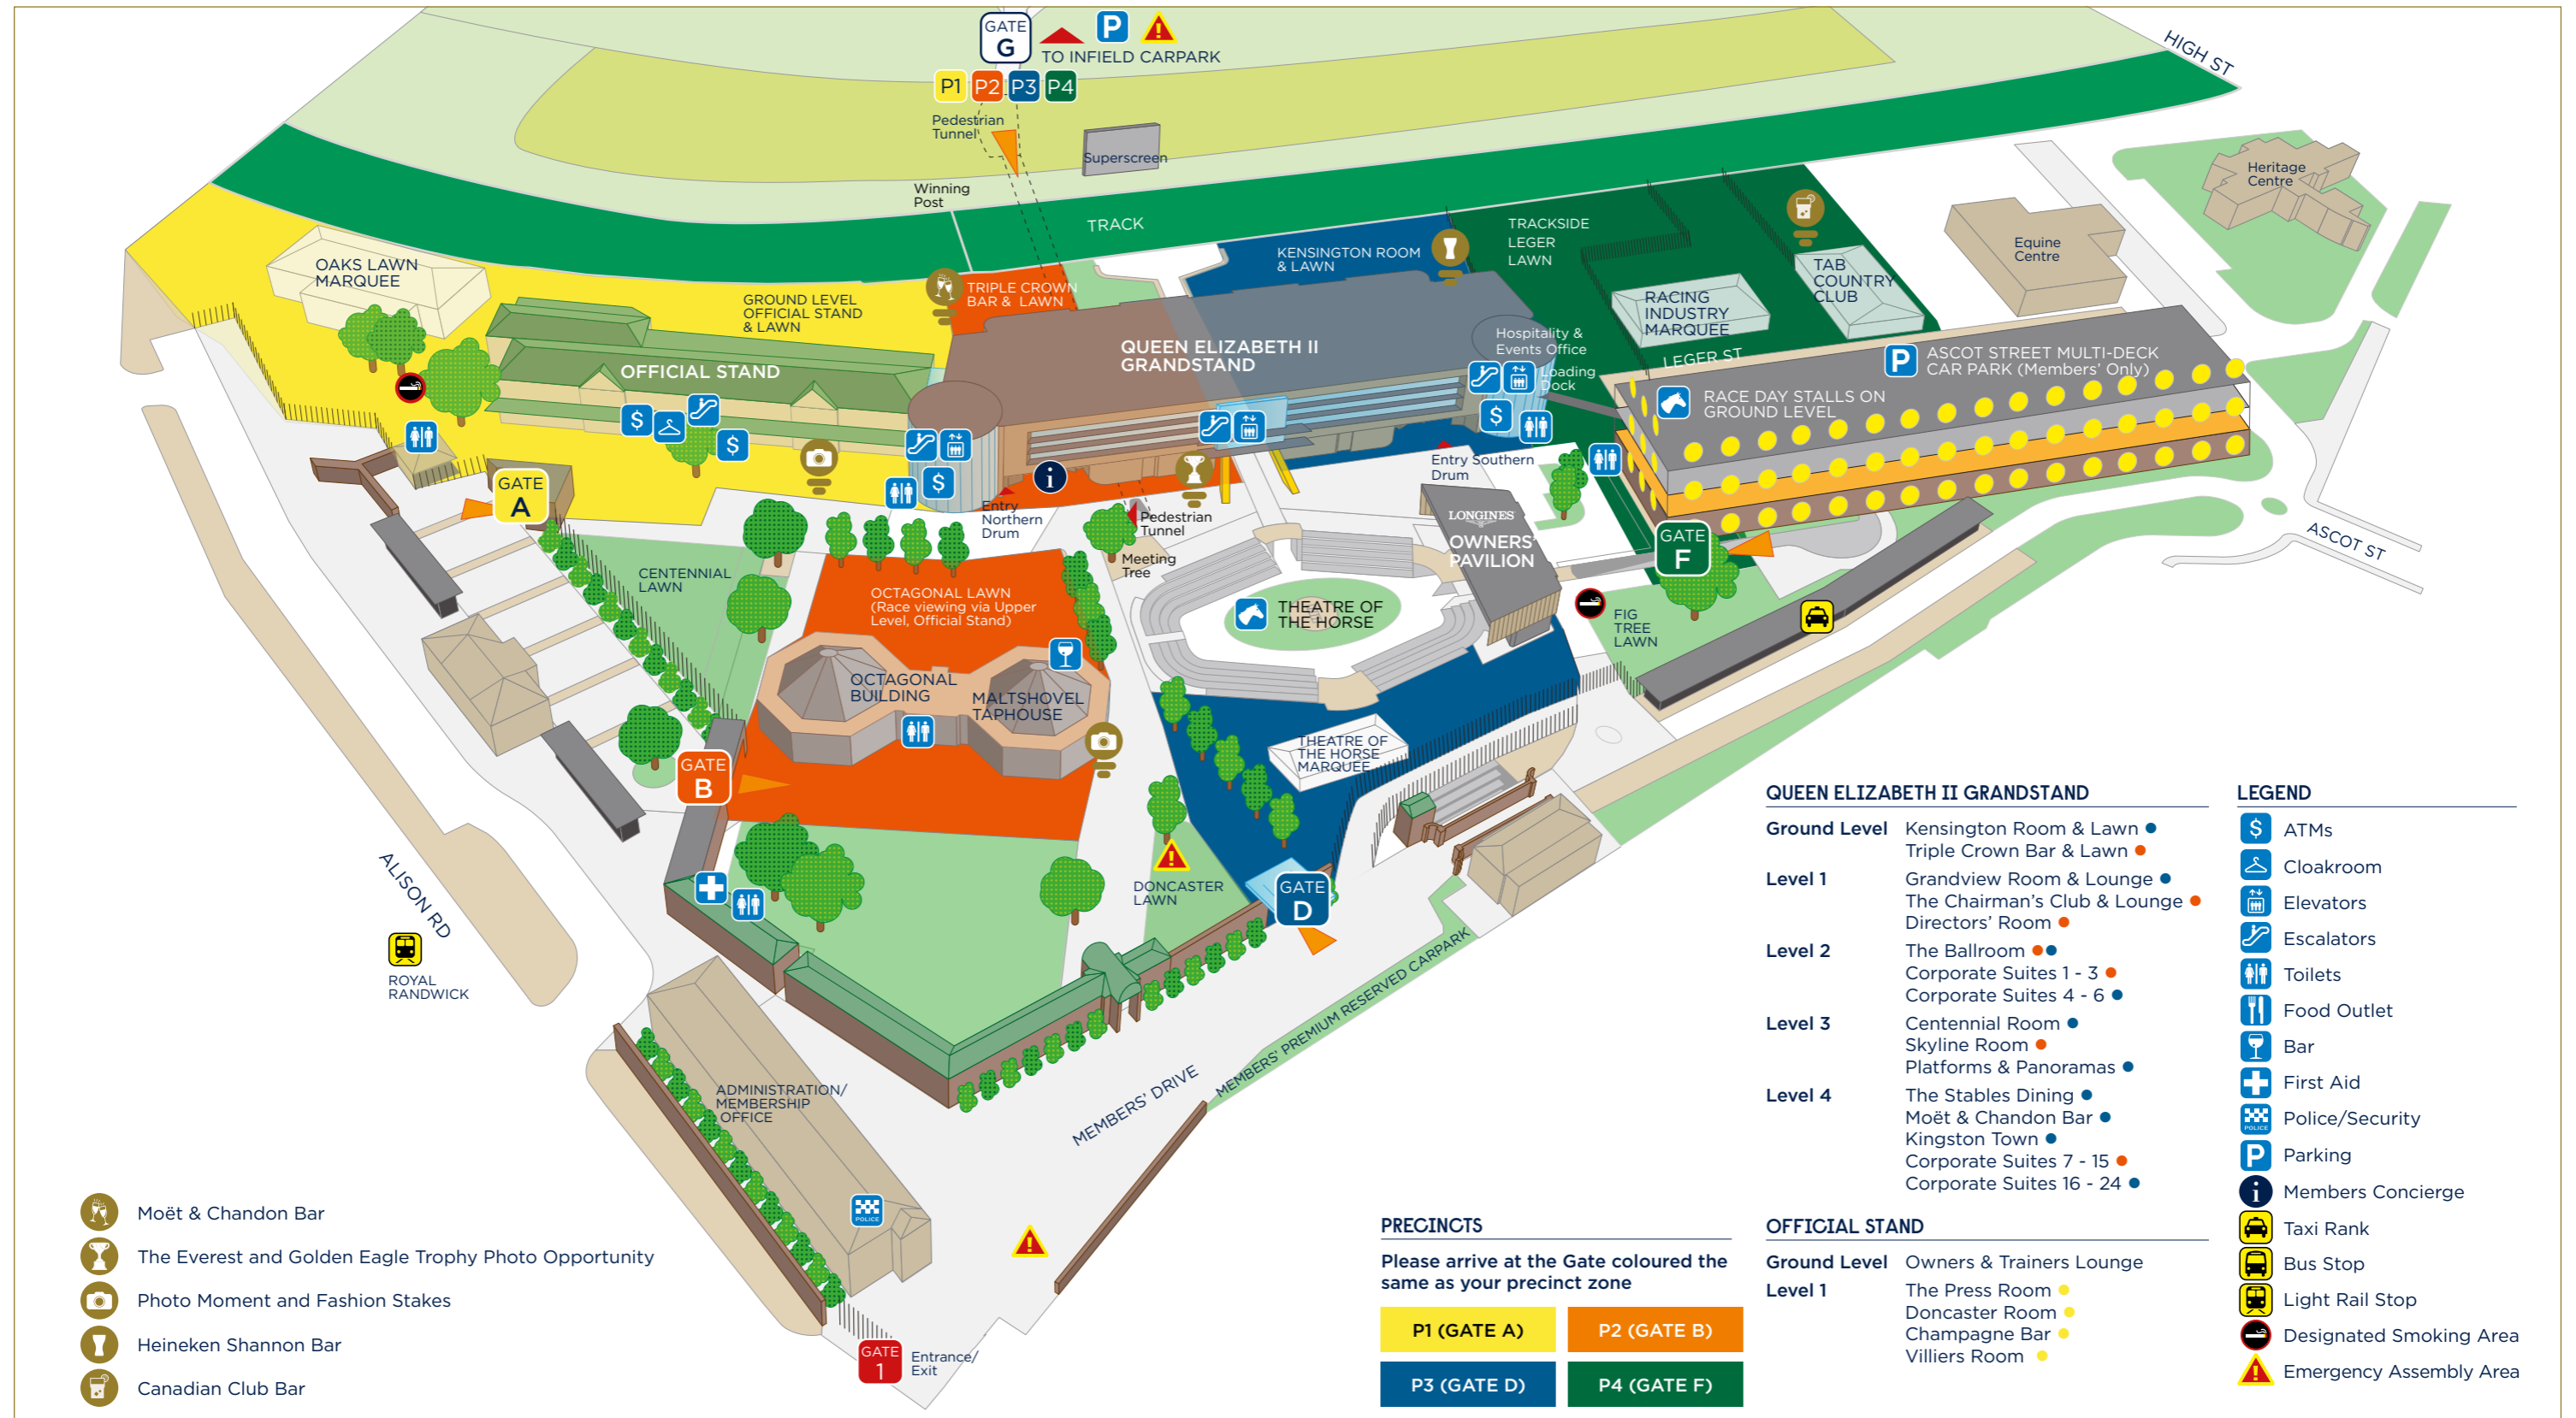 GATE
G
P
TO INFIELD CARPARK
P1 P2 P3 P4
Pedestrian
Tunnel
Superscreen
Winning
Post
TRACK
HIGH ST
Heritage
Centre
Equine
Centre
OAKS LAWN
MARQUEE
GROUND LEVEL
OFFICIAL STAND
& LAWN
TRIPLE CROWN
BAR & LAWN
KENSINGTON ROOM
& LAWN
TRACKSIDE
LEGER
LAWN
TAB
COUNTRY
CLUB
RACING
INDUSTRY
MARQUEE
LEGER ST
QUEEN ELIZABETH II
GRANDSTAND
Hospitality &
Events Office
Loading
Dock
OFFICIAL STAND
P
ASCOT STREET MULTI-DECK
CAR PARK (Members' Only)
RACE DAY STALLS ON
GROUND LEVEL
$
$
$
$
i
GATE
A
Entry
Northern
Drum
Pedestrian
Tunnel
Meeting
Tree
Entry Southern
Drum
LONGINES
OWNERS'
PAVILION
GATE
F
ASCOT ST
CENTENNIAL
LAWN
OCTAGONAL LAWN
(Race viewing via Upper
Level, Official Stand)
THEATRE OF
THE HORSE
FIG
TREE
LAWN
OCTAGONAL
BUILDING
MALTSHOVEL
TAPHOUSE
THEATRE OF
THE HORSE
MARQUEE
GATE
B
DONCASTER
LAWN
GATE
D
ALISON RD
ROYAL
RANDWICK
MEMBERS' PREMIUM RESERVED CARPARK
MEMBERS' DRIVE
ADMINISTRATION/
MEMBERSHIP
OFFICE
POLICE
GATE
1
Entrance/
Exit
Moët & Chandon Bar
The Everest and Golden Eagle Trophy Photo Opportunity
Photo Moment and Fashion Stakes
Heineken Shannon Bar
Canadian Club Bar
PRECINCTS
Please arrive at the Gate coloured the
same as your precinct zone
P1 (GATE A)
P2 (GATE B)
P3 (GATE D)
P4 (GATE F)
QUEEN ELIZABETH II GRANDSTAND
Ground Level Kensington Room & Lawn
Triple Crown Bar & Lawn
Level 1 Grandview Room & Lounge
The Chairman's Club & Lounge
Directors' Room
Level 2 The Ballroom
Corporate Suites 1 - 3
Corporate Suites 4 - 6
Level 3 Centennial Room
Skyline Room
Platforms & Panoramas
Level 4 The Stables Dining
Moët & Chandon Bar
Kingston Town
Corporate Suites 7 - 15
Corporate Suites 16 - 24
OFFICIAL STAND
Ground Level Owners & Trainers Lounge
Level 1 The Press Room
Doncaster Room
Champagne Bar
Villiers Room
LEGEND
$ ATMs
Cloakroom
Elevators
Escalators
Toilets
Food Outlet
Bar
First Aid
POLICE Police/Security
P Parking
i Members Concierge
Taxi Rank
Bus Stop
Light Rail Stop
Designated Smoking Area
Emergency Assembly Area